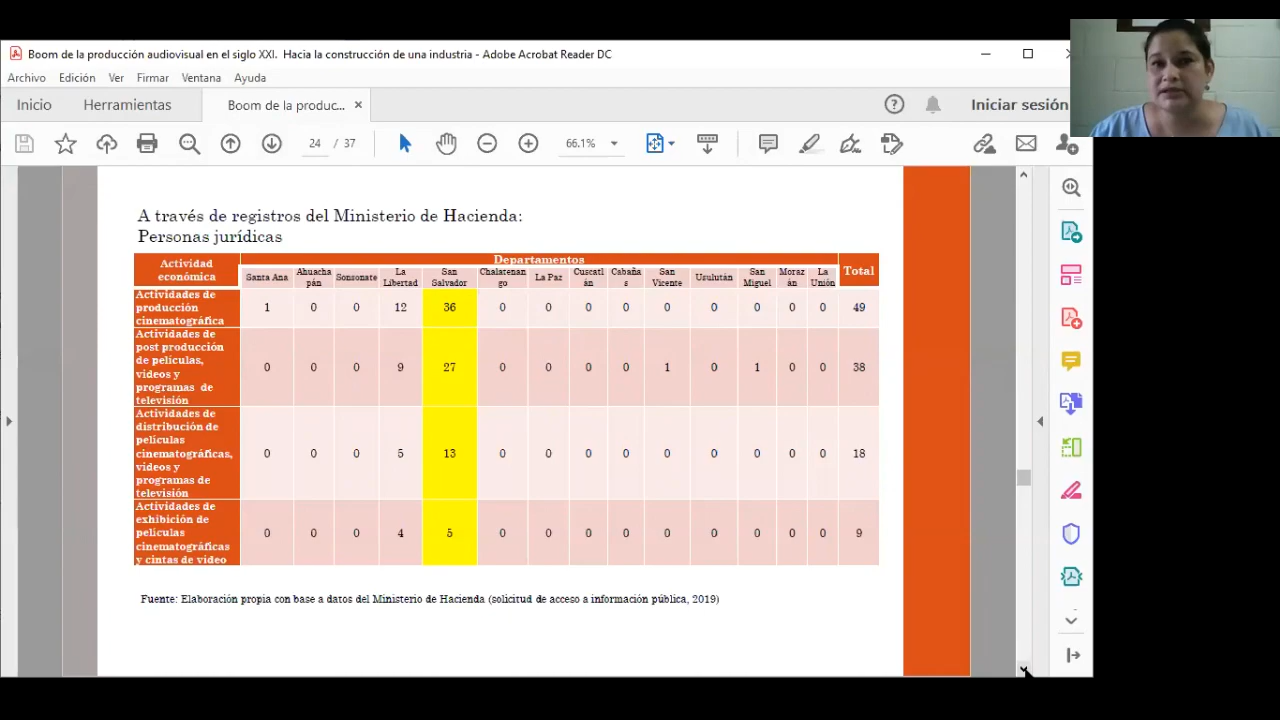 Boom de la producción audiovisual en el siglo XXI. Hacia la construcción de una industria - Adobe Acrobat Reader DC
Archivo Edición Ver Firmar Ventana Ayuda
Inicio Herramientas Boom de la produc... × Iniciar sesión
24 / 37 66.1%
A través de registros del Ministerio de Hacienda:
Personas jurídicas
Actividad económica
Departamentos
Total
Santa Ana
Ahuachapán
Sonsonate
La Libertad
San Salvador
Chalatenango
La Paz
Cuscatlán
Cabañas
San Vicente
Usulután
San Miguel
Morazán
La Unión
Actividades de
producción
cinematográfica
1 0 0 12 36 0 0 0 0 0 0 0 0 0 49
Actividades de
post producción
de películas,
videos y
programas de
televisión
0 0 0 9 27 0 0 0 0 1 0 1 0 0 38
Actividades de
distribución de
películas
cinematográficas,
videos y
programas de
televisión
0 0 0 5 13 0 0 0 0 0 0 0 0 0 18
Actividades de
exhibición de
películas
cinematográficas
y cintas de vídeo
0 0 0 4 5 0 0 0 0 0 0 0 0 0 9
Fuente: Elaboración propia con base a datos del Ministerio de Hacienda (solicitud de acceso a información pública, 2019)